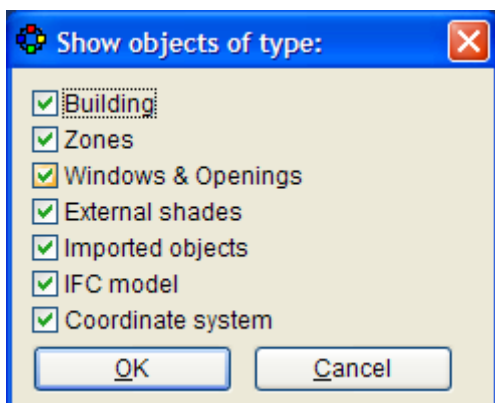 Show objects of type:
Building
Zones
Windows & Openings
External shades
Imported objects
IFC model
Coordinate system
OK Cancel